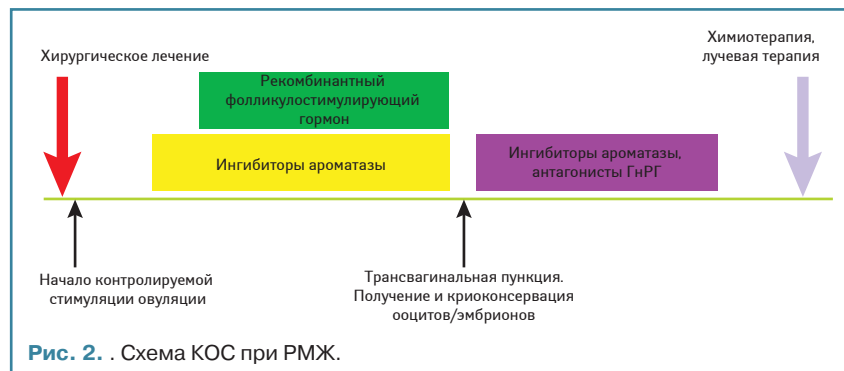 Хирургическое лечение
Химиотерапия,
лучевая терапия
Рекомбинантный
фолликулостимулирующий
гормон
Ингибиторы ароматазы
Ингибиторы ароматазы,
антагонисты ГнРГ
Начало контролируемой
стимуляции овуляции
Трансвагинальная пункция.
Получение и криоконсервация
ооцитов/эмбрионов
Рис. 2. . Схема КОС при РМЖ.